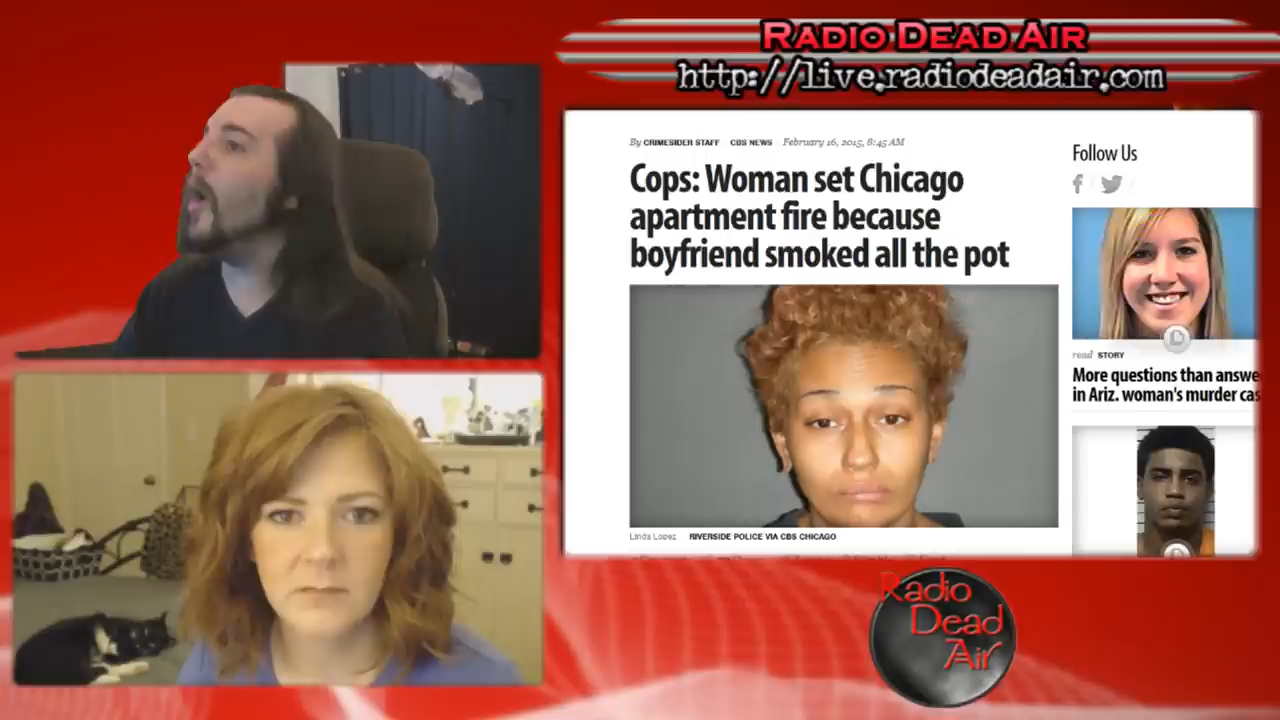 RADIO DEAD AIR
http://live.radiodeadair.com
By CRIMESIDER STAFF CBS NEWS February 16, 2015, 8:45 AM
Cops: Woman set Chicago
apartment fire because
boyfriend smoked all the pot
Linda Lopez RIVERSIDE POLICE VIA CBS CHICAGO
Follow Us
read STORY
More questions than answe
in Ariz. woman's murder cas
Radio
Dead
Air